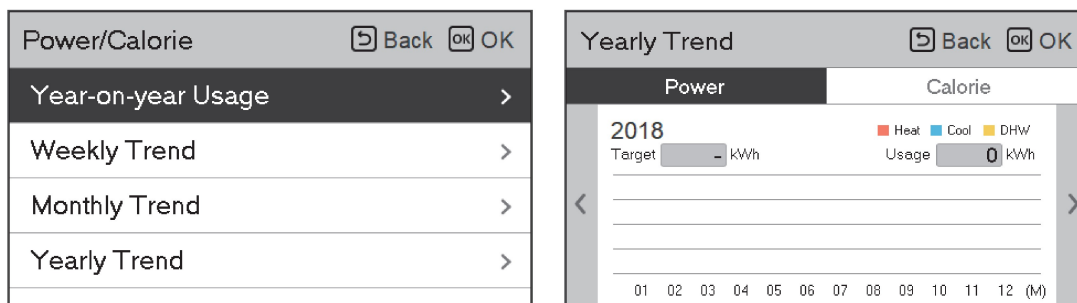 Power/Calorie Back OK OK
Year-on-year Usage
Weekly Trend
Monthly Trend
Yearly Trend
Yearly Trend Back OK OK
Power Calorie
2018 Heat Cool DHW
Target - kWh Usage 0 kWh
01 02 03 04 05 06 07 08 09 10 11 12 (M)